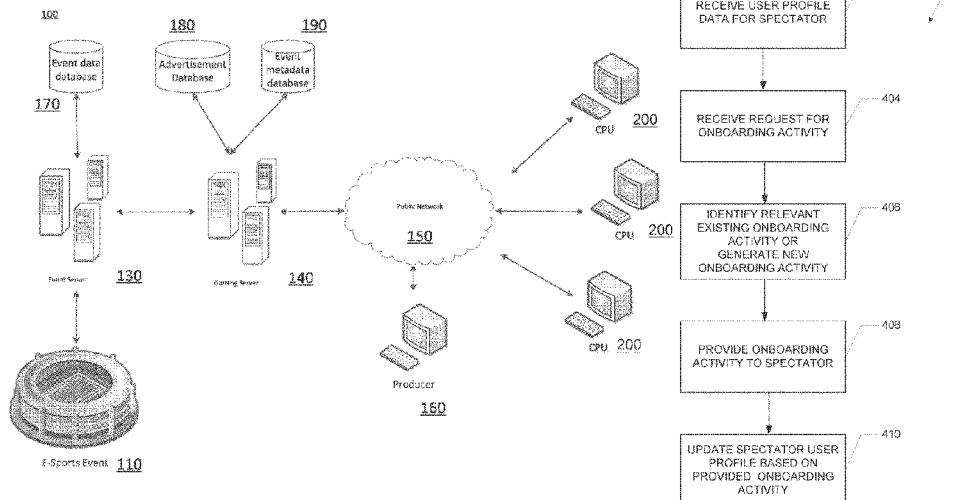 100
180
190
Event data
database
Advertisement
Database
Event
metadata
database
170
Event Server
130
Gaming Server
140
Public Network
150
CPU
200
CPU
200
CPU
200
Producer
160
E-Sports Event
110
RECEIVE USER PROFILE
DATA FOR SPECTATOR
404
RECEIVE REQUEST FOR
ONBOARDING ACTIVITY
406
IDENTIFY RELEVANT
EXISTING ONBOARDING
ACTIVITY OR
GENERATE NEW
ONBOARDING ACTIVITY
408
PROVIDE ONBOARDING
ACTIVITY TO SPECTATOR
410
UPDATE SPECTATOR USER
PROFILE BASED ON
PROVIDED ONBOARDING
ACTIVITY